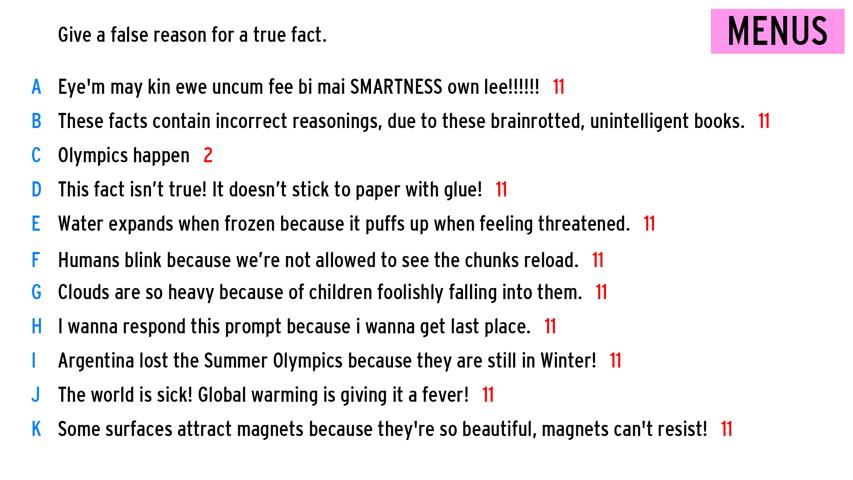 Give a false reason for a true fact.
MENUS
A Eye'm may kin ewe uncum fee bi mai SMARTNESS own lee!!!!!! 11
B These facts contain incorrect reasonings, due to these brainrotted, unintelligent books. 11
C Olympics happen 2
D This fact isn’t true! It doesn’t stick to paper with glue! 11
E Water expands when frozen because it puffs up when feeling threatened. 11
F Humans blink because we’re not allowed to see the chunks reload. 11
G Clouds are so heavy because of children foolishly falling into them. 11
H I wanna respond this prompt because i wanna get last place. 11
I Argentina lost the Summer Olympics because they are still in Winter! 11
J The world is sick! Global warming is giving it a fever! 11
K Some surfaces attract magnets because they're so beautiful, magnets can't resist! 11